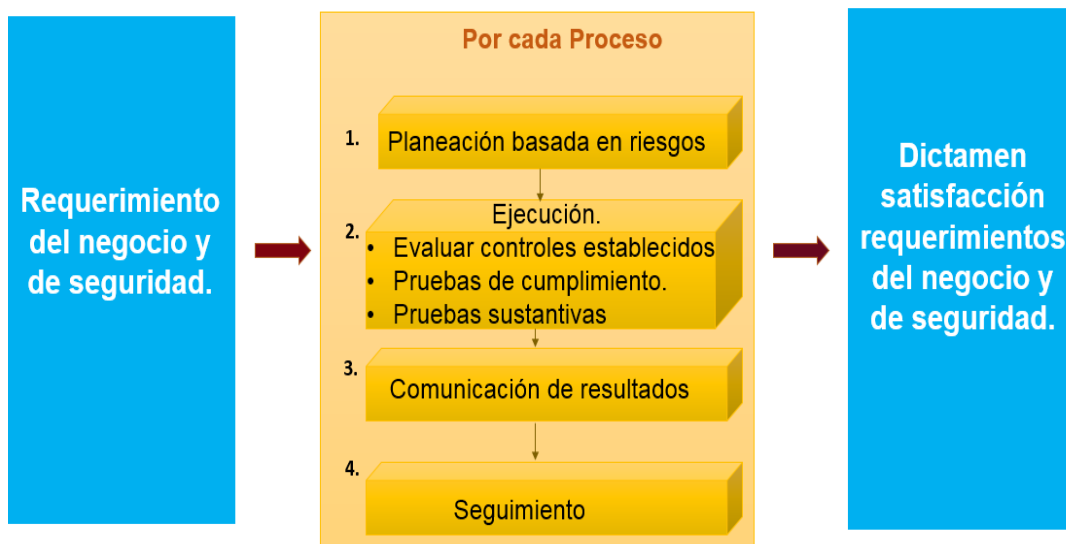 Requerimiento
del negocio y
de seguridad.
Por cada Proceso
1.
Planeación basada en riesgos
2.
Ejecución.
• Evaluar controles establecidos
• Pruebas de cumplimiento.
• Pruebas sustantivas
3.
Comunicación de resultados
4.
Seguimiento
Dictamen
satisfacción
requerimientos
del negocio y
de seguridad.